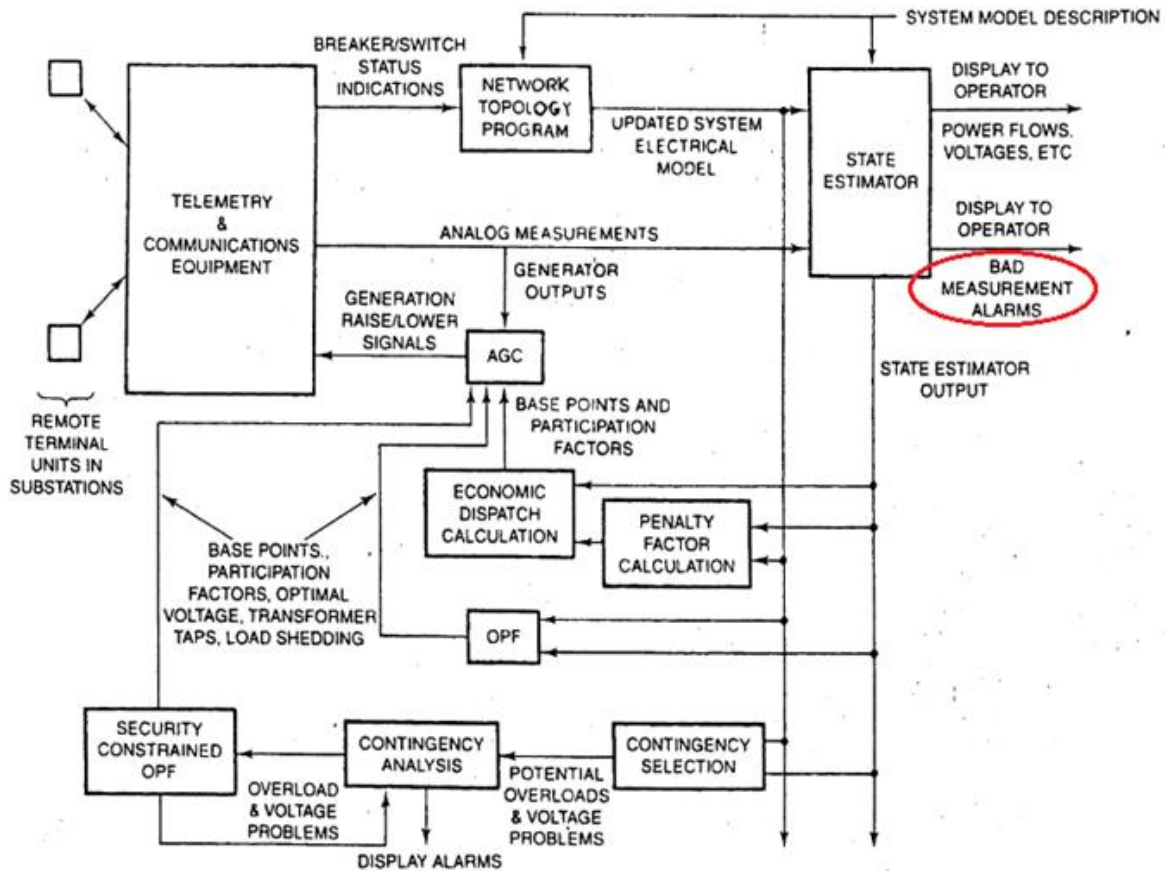 SYSTEM MODEL DESCRIPTION
BREAKER/SWITCH
STATUS
INDICATIONS
NETWORK
TOPOLOGY
PROGRAM
UPDATED SYSTEM
ELECTRICAL
MODEL
STATE
ESTIMATOR
DISPLAY TO
OPERATOR
POWER FLOWS.
VOLTAGES, ETC
DISPLAY TO
OPERATOR
BAD
MEASUREMENT
ALARMS
TELEMETRY
&
COMMUNICATIONS
EQUIPMENT
ANALOG MEASUREMENTS
GENERATOR
OUTPUTS
GENERATION
RAISE/LOWER
SIGNALS
AGC
STATE ESTIMATOR
OUTPUT
REMOTE
TERMINAL
UNITS IN
SUBSTATIONS
BASE POINTS AND
PARTICIPATION
FACTORS
ECONOMIC
DISPATCH
CALCULATION
PENALTY
FACTOR
CALCULATION
BASE POINTS.,
PARTICIPATION
FACTORS, OPTIMAL
VOLTAGE, TRANSFORMER
TAPS, LOAD SHEDDING
OPF
SECURITY
CONSTRAINED
OPF
CONTINGENCY
ANALYSIS
CONTINGENCY
SELECTION
OVERLOAD
& VOLTAGE
PROBLEMS
POTENTIAL
OVERLOADS
& VOLTAGE
PROBLEMS
DISPLAY ALARMS